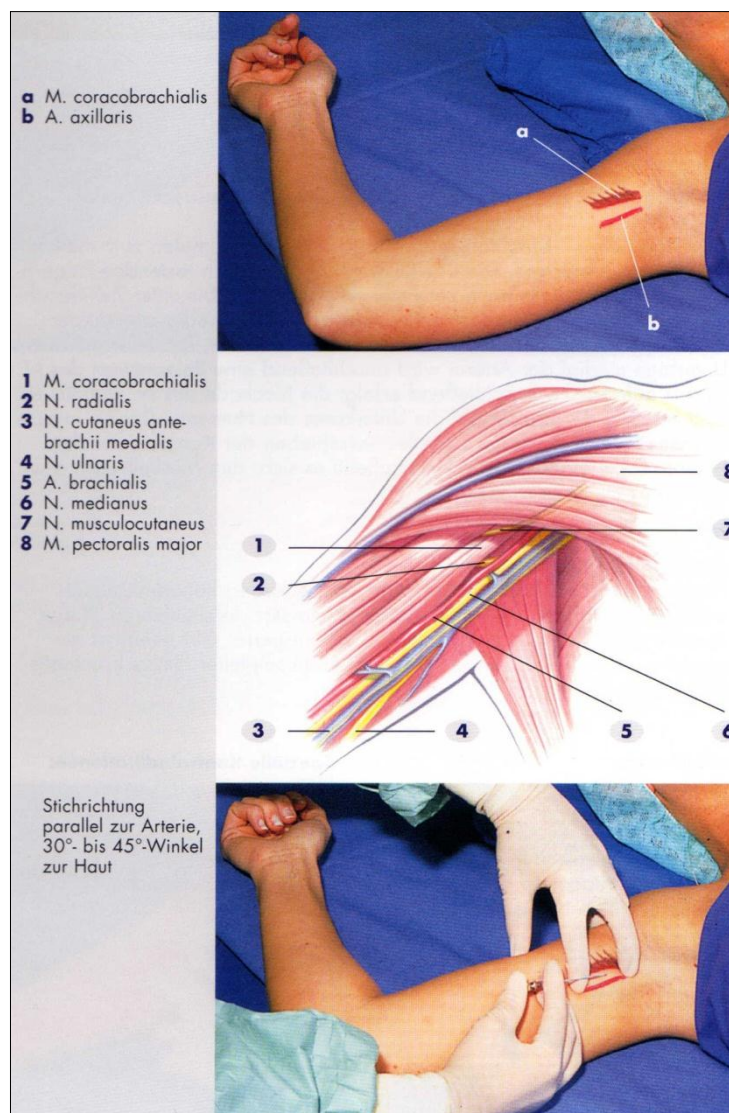 a M. coracobrachialis
b A. axillaris
a
b
1 M. coracobrachialis
2 N. radialis
3 N. cutaneus ante-
brachii medialis
4 N. ulnaris
5 A. brachialis
6 N. medianus
7 N. musculocutaneus
8 M. pectoralis major
8
7
1
2
3
4
5
6
Stichrichtung
parallel zur Arterie,
30°- bis 45°-Winkel
zur Haut